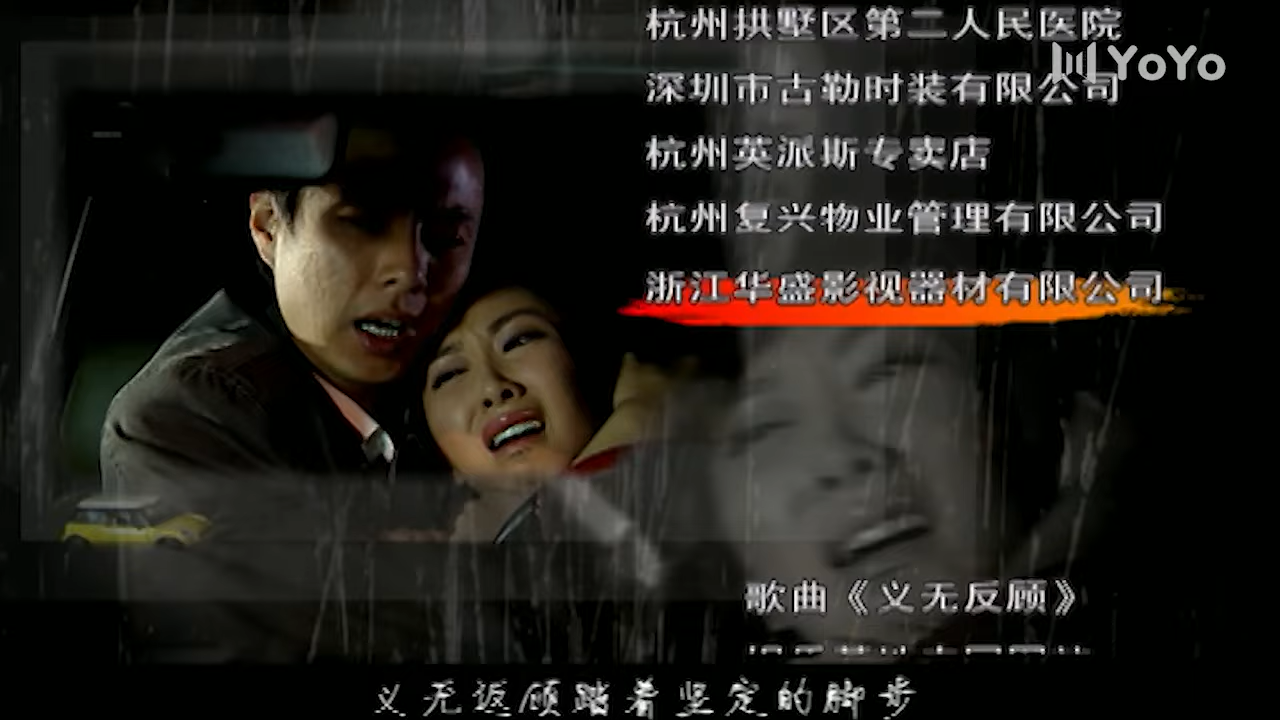 杭州拱墅区第二人民医院
YoYo
深圳市古勒时装有限公司
杭州英派斯专卖店
杭州复兴物业管理有限公司
浙江华盛影视器材有限公司
歌曲《义无反顾》
义无返顾踏着坚定的脚步